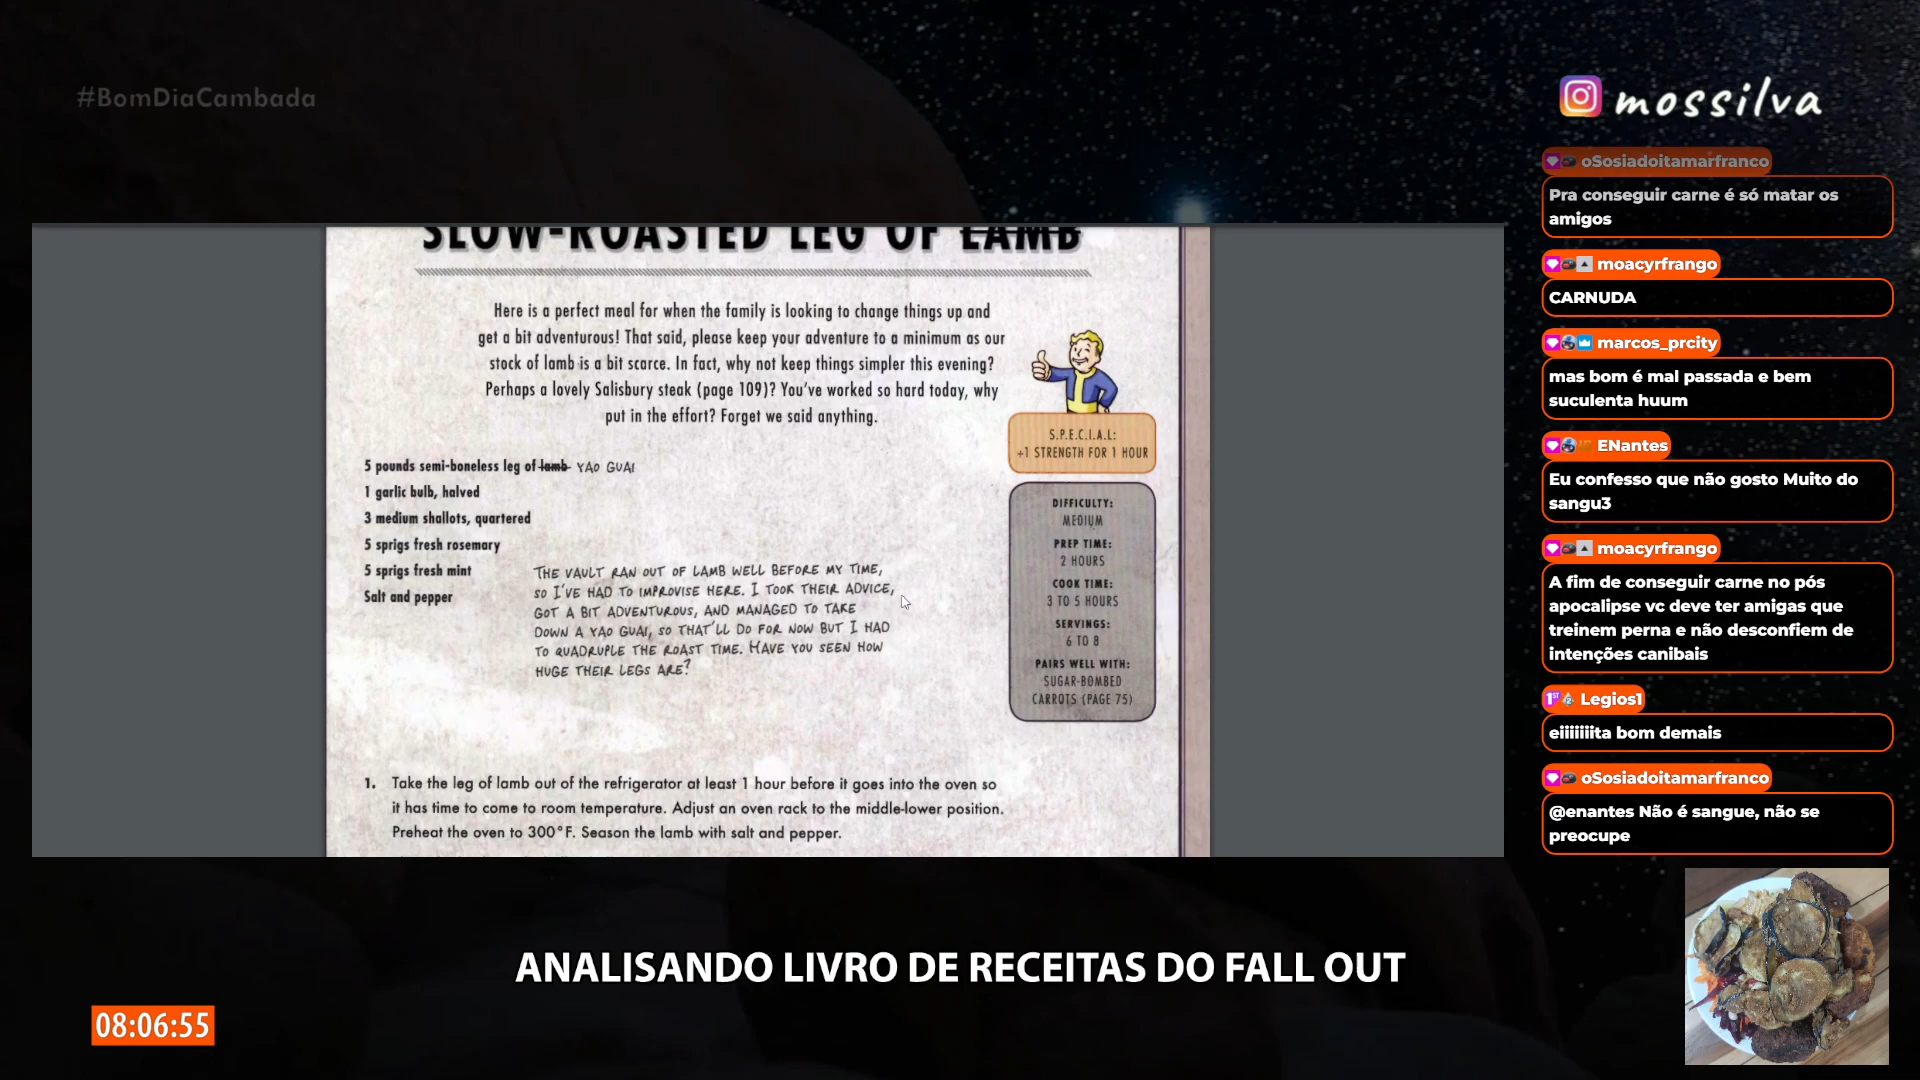 #BomDiaCambada
mossilva
SLOW-ROASTED LEG OF LAMB
Here is a perfect meal for when the family is looking to change things up and
get a bit adventurous! That said, please keep your adventure to a minimum as our
stock of lamb is a bit scarce. In fact, why not keep things simpler this evening?
Perhaps a lovely Salisbury steak (page 109)? You've worked so hard today, why
put in the effort? Forget we said anything.
S.P.E.C.I.A.L:
+1 STRENGTH FOR 1 HOUR
5 pounds semi-boneless leg of lamb YAO GUAI
1 garlic bulb, halved
3 medium shallots, quartered
5 sprigs fresh rosemary
5 sprigs fresh mint
Salt and pepper
THE VAULT RAN OUT OF LAMB WELL BEFORE MY TIME,
SO I'VE HAD TO IMPROVISE HERE. I TOOK THEIR ADVICE,
GOT A BIT ADVENTUROUS, AND MANAGED TO TAKE
DOWN A YAO GUAI, SO THAT'LL DO FOR NOW BUT I HAD
TO QUADRUPLE THE ROAST TIME. HAVE YOU SEEN HOW
HUGE THEIR LEGS ARE?
DIFFICULTY:
MEDIUM
PREP TIME:
2 HOURS
COOK TIME:
3 TO 5 HOURS
SERVINGS:
6 TO 8
PAIRS WELL WITH:
SUGAR-BOMBED
CARROTS (PAGE 75)
1. Take the leg of lamb out of the refrigerator at least 1 hour before it goes into the oven so
it has time to come to room temperature. Adjust an oven rack to the middle-lower position.
Preheat the oven to 300°F. Season the lamb with salt and pepper.
oSosiadoitamarfranco
Pra conseguir carne é só matar os
amigos
moacyrfrango
CARNUDA
marcos_prcity
mas bom é mal passada e bem
suculenta huum
ENantes
Eu confesso que não gosto Muito do
sangu3
moacyrfrango
A fim de conseguir carne no pós
apocalipse vc deve ter amigas que
treinem perna e não desconfiem de
intenções canibais
1ST Legios1
eiiiiiiita bom demais
oSosiadoitamarfranco
@enantes Não é sangue, não se
preocupe
ANALISANDO LIVRO DE RECEITAS DO FALL OUT
08:06:55